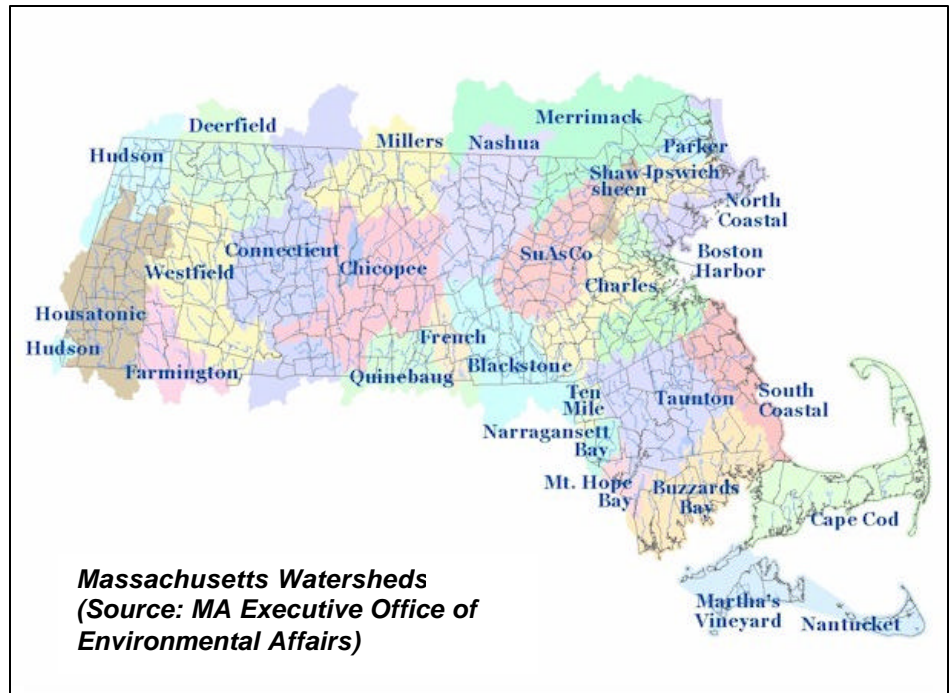 Merrimack
Deerfield
Millers
Nashua
Parker
Hudson
Shaw-
sheen
Ipswich
North
Coastal
Connecticut
SuAsCo
Boston
Harbor
Westfield
Chicopee
Charles
Housatonic
French
Hudson
Farmington
Quinebaug
Blackstone
Ten
Mile
Taunton
South
Coastal
Narragansett
Bay
Mt. Hope
Bay
Buzzards
Bay
Cape Cod
Massachusetts Watersheds
(Source: MA Executive Office of
Environmental Affairs)
Martha's
Vineyard
Nantucket